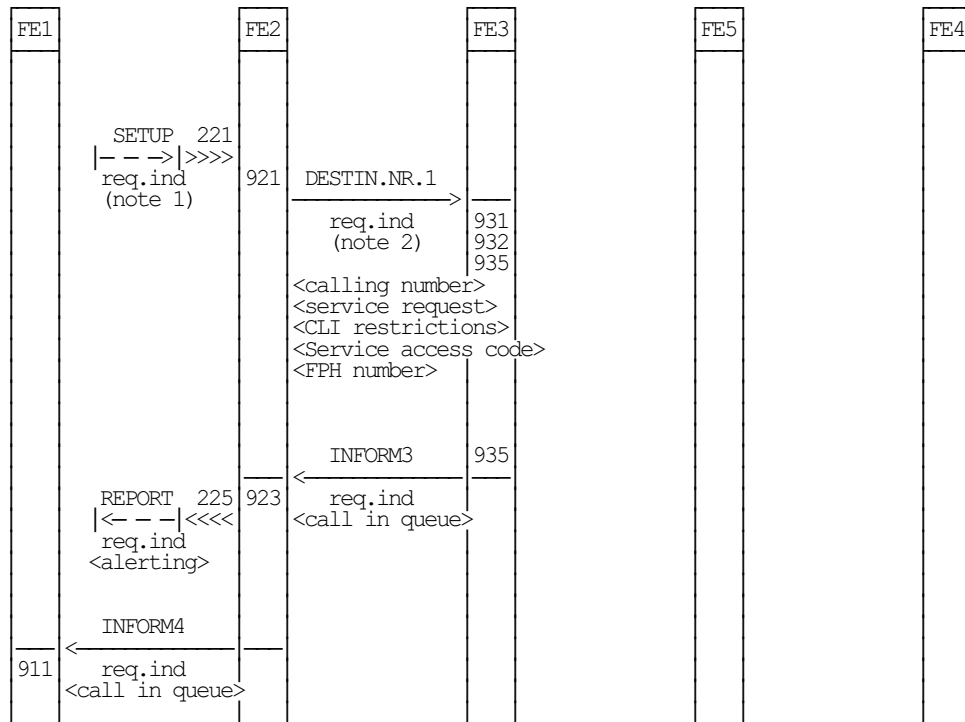 FE1 FE2 FE3 FE5 FE4
SETUP 221
|– – –>|>>>>
req.ind 921 DESTIN.NR.1
(note 1)
req.ind 931
(note 2) 932
935
<calling number>
<service request>
<CLI restrictions>
<Service access code>
<FPH number>
INFORM3 935
REPORT 225 923 req.ind
|<– – –|<<<< <call in queue>
req.ind
<alerting>
INFORM4
911 req.ind
<call in queue>